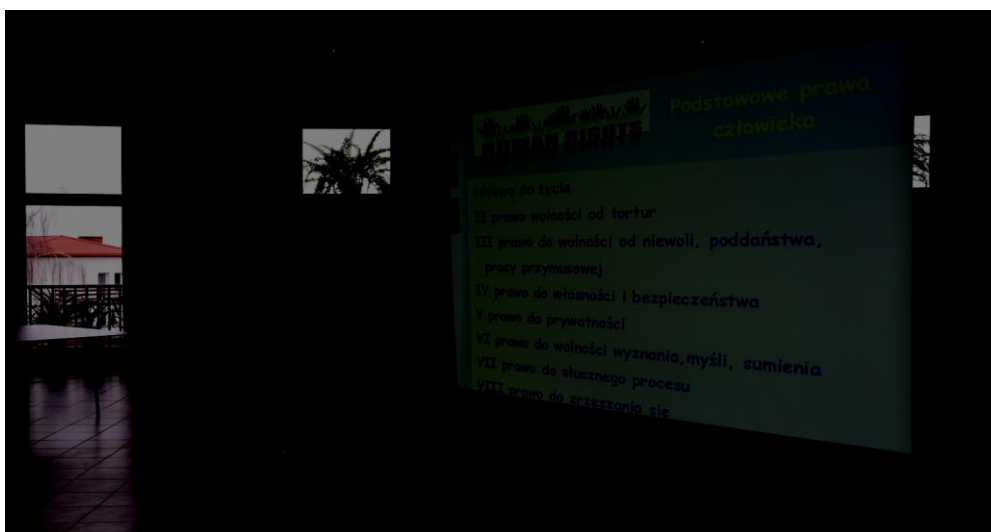 HUMAN RIGHTS
Podstawowe prawa
człowieka
I Prawo do życia
II prawo wolności od tortur
III prawo do wolności od niewoli, poddaństwa,
pracy przymusowej
IV prawo do własności i bezpieczeństwa
V prawo do prywatności
VI prawo do wolności wyznania,myśli, sumienia
VII prawo do słusznego procesu
VIII prawo do zrzeszania się